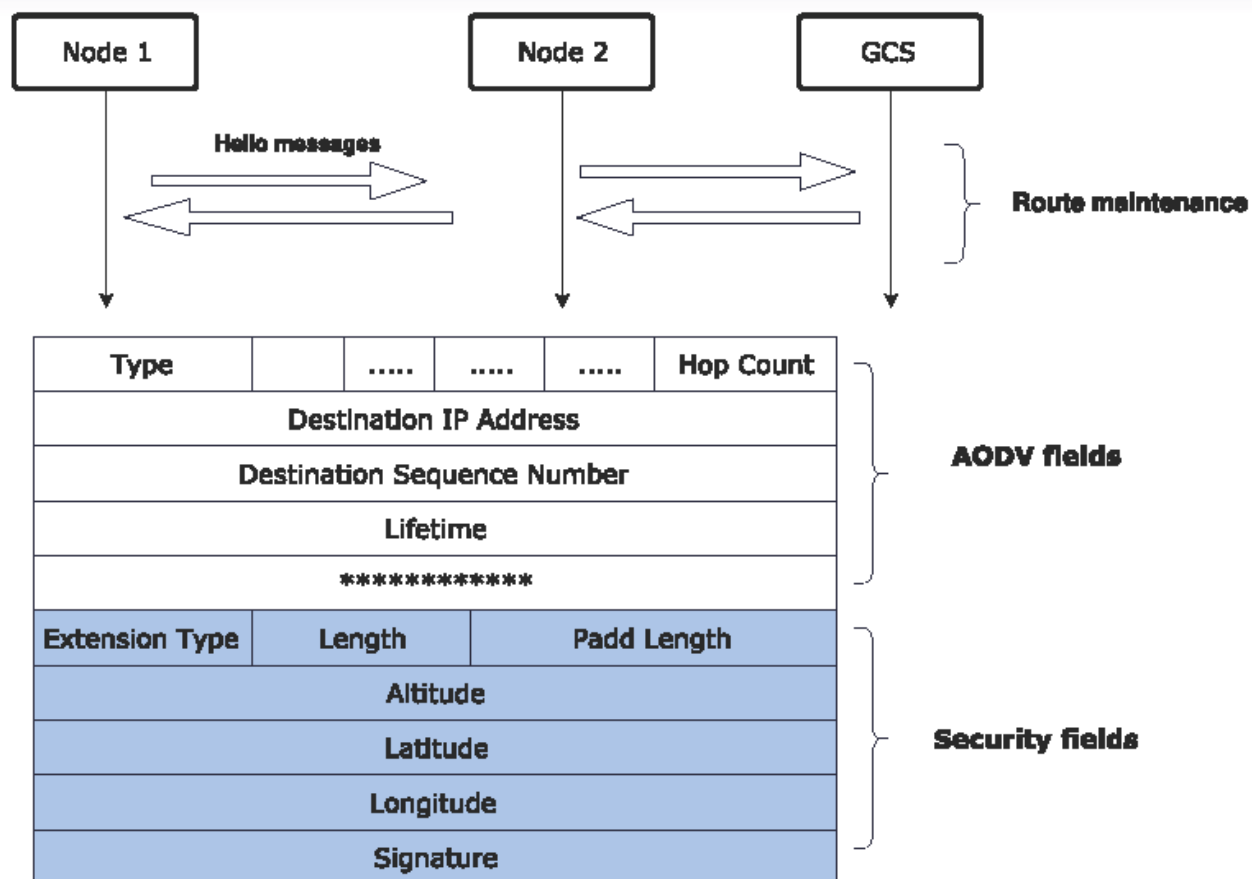 Node 1 Node 2 GCS
Hello messages
Route maintenance
Type ..... ..... ..... Hop Count
Destination IP Address
Destination Sequence Number
Lifetime
************
AODV fields
Extension Type Length Padd Length
Altitude
Latitude
Longitude
Signature
Security fields